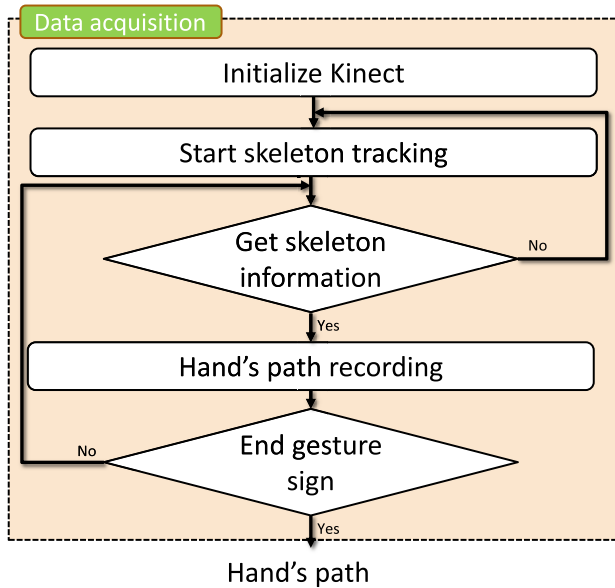 Data acquisition
Initialize Kinect
Start skeleton tracking
Get skeleton
information
No
Yes
Hand's path recording
End gesture
sign
No
Yes
Hand's path